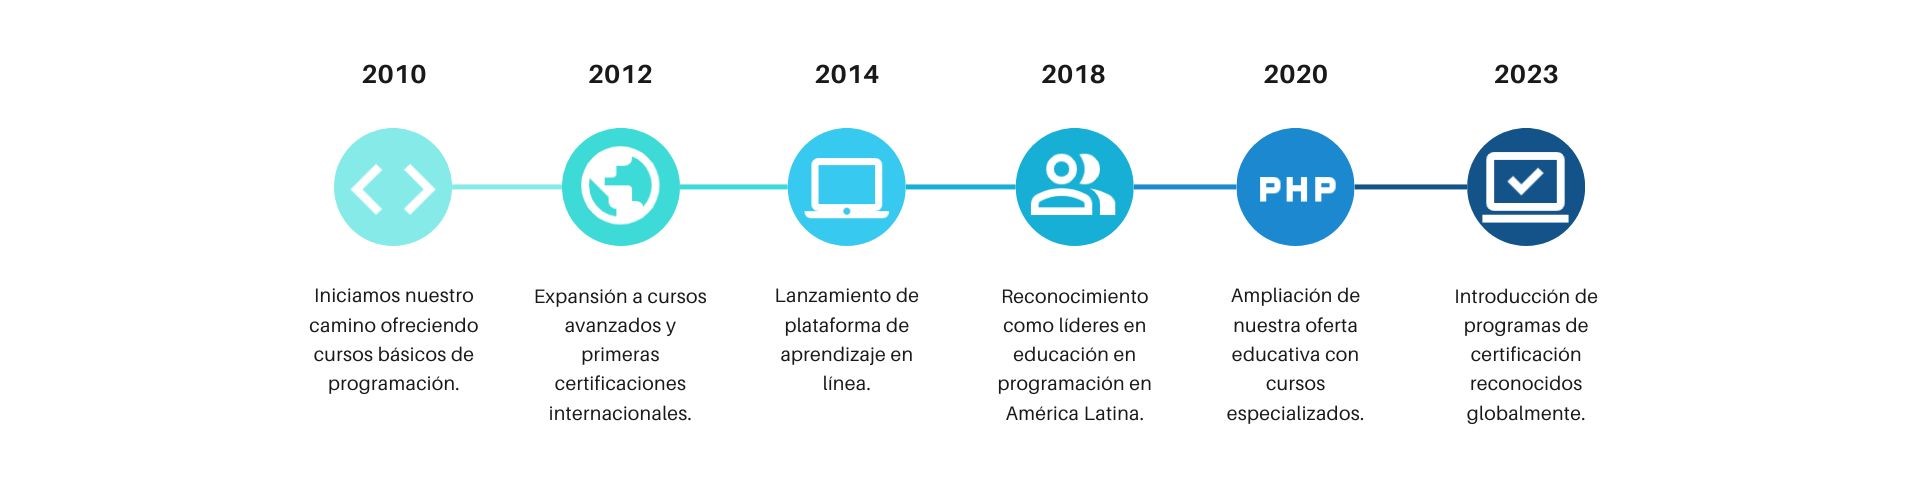 2010
Iniciamos nuestro
camino ofreciendo
cursos básicos de
programación.
2012
Expansión a cursos
avanzados y
primeras
certificaciones
internacionales.
2014
Lanzamiento de
plataforma de
aprendizaje en
línea.
2018
Reconocimiento
como líderes en
educación en
programación en
América Latina.
2020
PHP
Ampliación de
nuestra oferta
educativa con
cursos
especializados.
2023
Introducción de
programas de
certificación
reconocidos
globalmente.